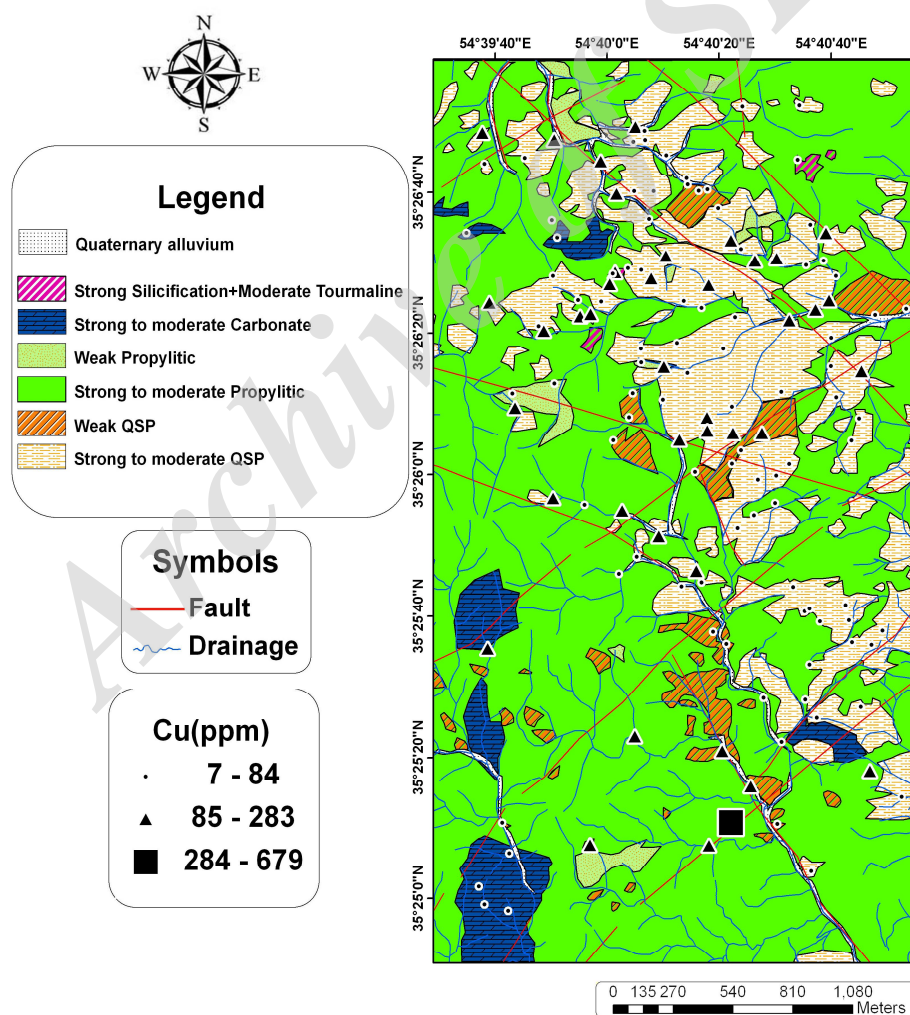 N
W E
S
54°39'40"E 54°40'0"E 54°40'20"E 54°40'40"E
Legend
Quaternary alluvium
Strong Silicification+Moderate Tourmaline
Strong to moderate Carbonate
Weak Propylitic
Strong to moderate Propylitic
Weak QSP
Strong to moderate QSP
Symbols
Fault
Drainage
Cu(ppm)
7 - 84
85 - 283
284 - 679
35°26'40"N
35°26'20"N
35°26'0"N
35°25'40"N
35°25'20"N
35°25'0"N
0 135 270 540 810 1,080
Meters
Archive of S